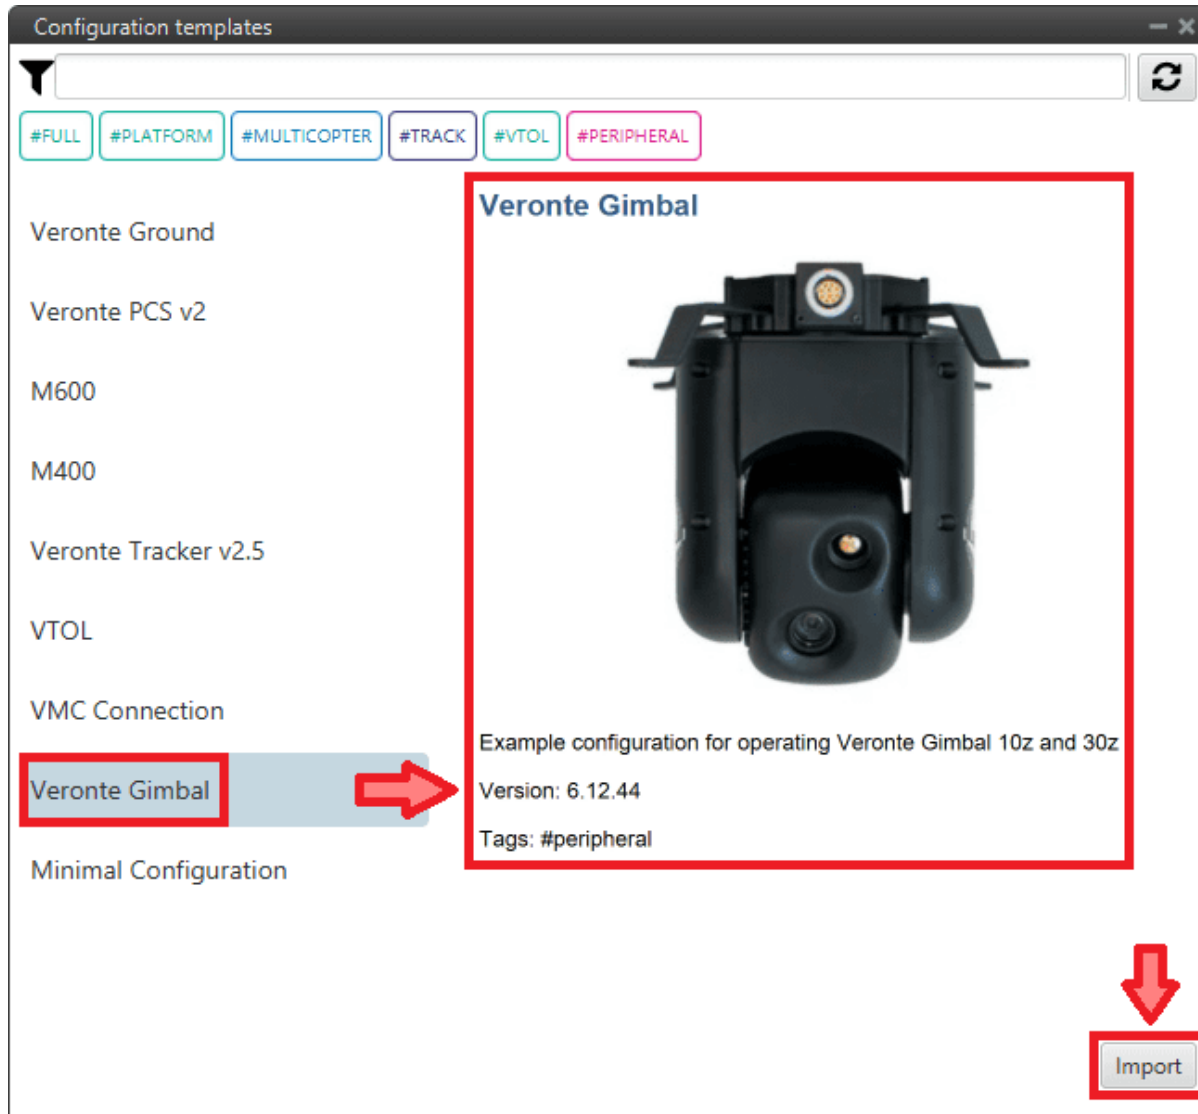 Configuration templates
#FULL #PLATFORM #MULTICOPTER #TRACK #VTOL #PERIPHERAL
Veronte Ground
Veronte PCS v2
M600
M400
Veronte Tracker v2.5
VTOL
VMC Connection
Veronte Gimbal
Minimal Configuration
Veronte Gimbal
Example configuration for operating Veronte Gimbal 10z and 30z
Version: 6.12.44
Tags: #peripheral
Import